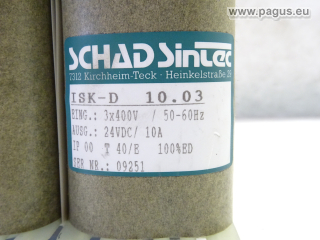 www.pagus.eu
SCHAD Sintec
7312 Kirchheim-Teck · Heinkelstraße
ISK-D 10.03
EING.: 3x400V / 50-60Hz
AUSG.: 24VDC/ 10A
IP 00 T 40/E 100%ED
SER NR.: 09251